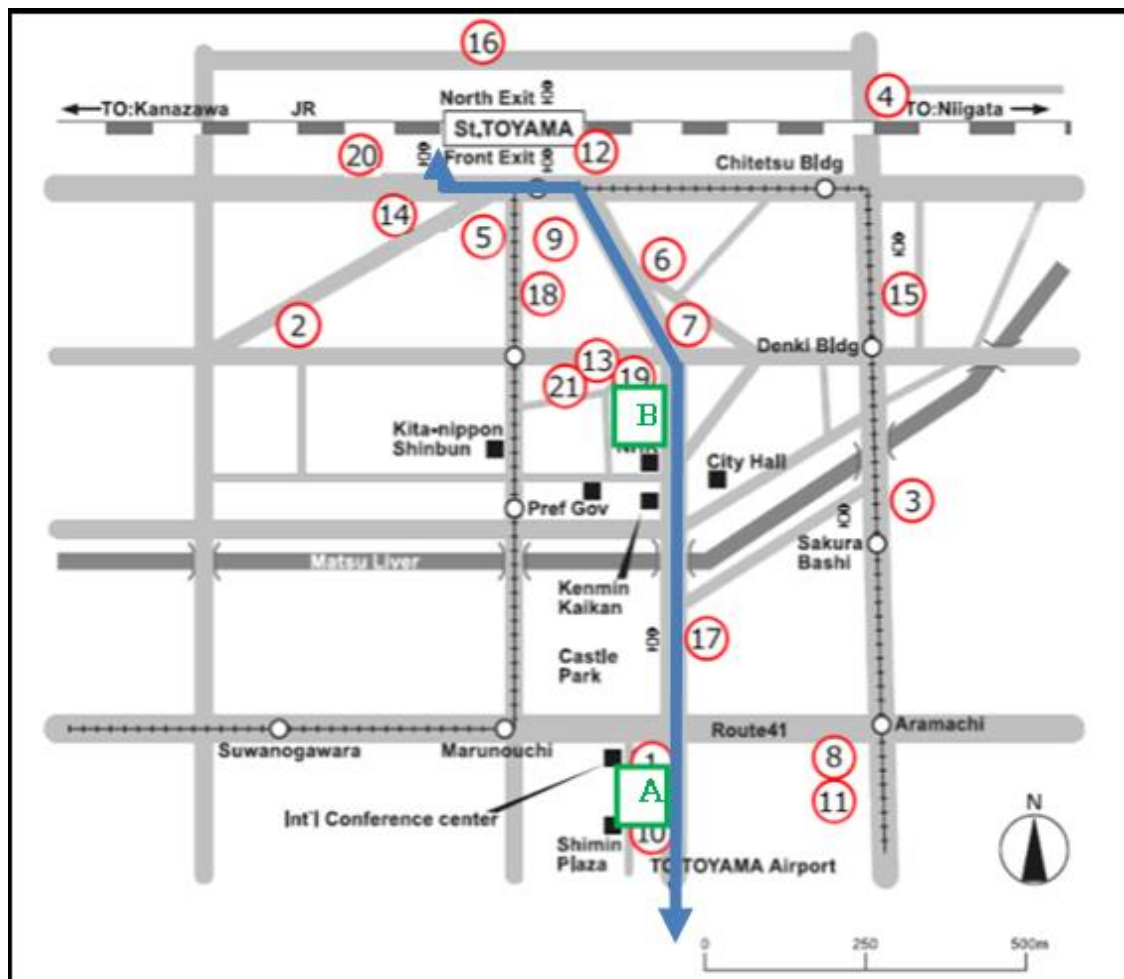 16
4
North Exit
TO:Kanazawa
JR
TO:Niigata
St.TOYAMA
12
20
Front Exit
Chitetsu Bldg
14
5
9
6
18
15
2
7
Denki Bldg
13
19
21
B
Kita-nippon
Shinbun
City Hall
3
Pref Gov
Sakura
Bashi
Matsu Liver
Kenmin
Kaikan
17
Castle
Park
Route41
Aramachi
Suwanogawara
Marunouchi
1
8
A
11
Int'l Conference center
10
Shimin
Plaza
TO TOYAMA Airport
N
0
250
500m